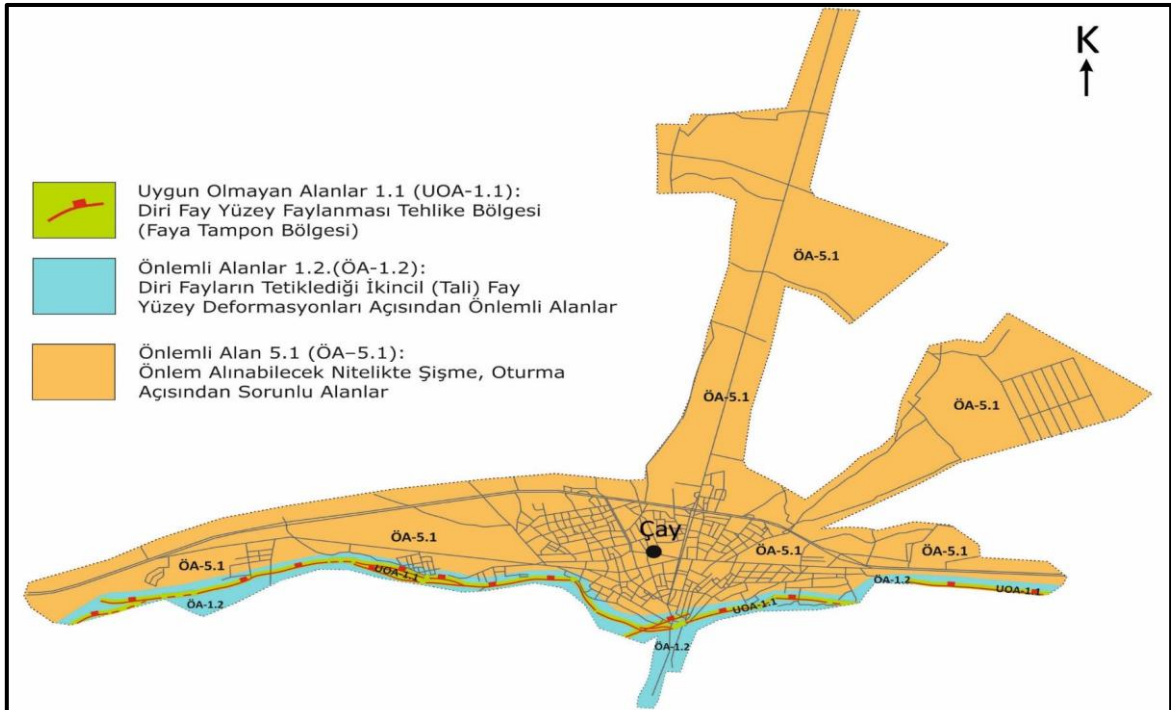 K
Uygun Olmayan Alanlar 1.1 (UOA-1.1):
Diri Fay Yüzey Faylanması Tehlike Bölgesi
(Faya Tampon Bölgesi)
Önlemli Alanlar 1.2.(ÖA-1.2):
Diri Fayların Tetiklediği İkincil (Tali) Fay
Yüzey Deformasyonları Açısından Önlemli Alanlar
Önlemli Alan 5.1 (ÖA–5.1):
Önlem Alınabilecek Nitelikte Şişme, Oturma
Açısından Sorunlu Alanlar
ÖA-5.1
ÖA-5.1
ÖA-5.1
Çay
ÖA-5.1
ÖA-5.1
ÖA-5.1
ÖA-5.1
UOA-1.1
ÖA-1.2
UOA-1.1
ÖA-1.2
UOA-1.1
ÖA-1.2